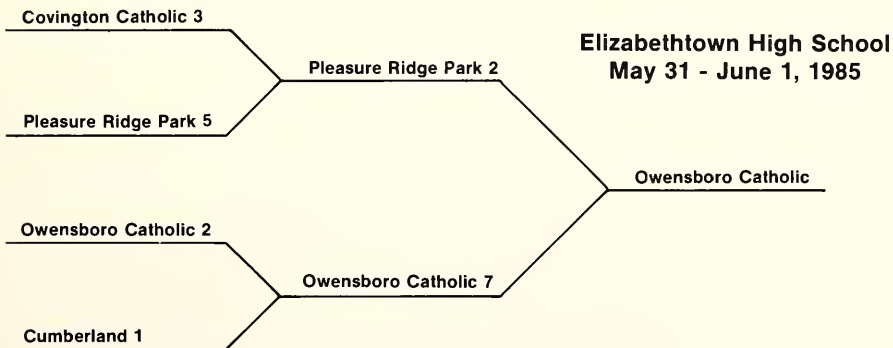 Covington Catholic 3
Elizabethtown High School
May 31 - June 1, 1985
Pleasure Ridge Park 2
Pleasure Ridge Park 5
Owensboro Catholic
Owensboro Catholic 2
Owensboro Catholic 7
Cumberland 1